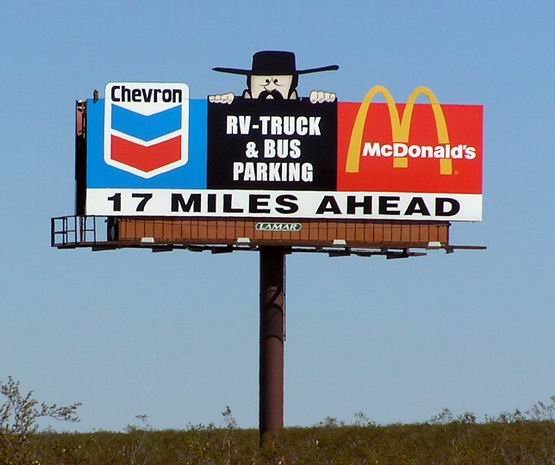 Chevron
RV-TRUCK
& BUS
PARKING
McDonald's
17 MILES AHEAD
LAMAR